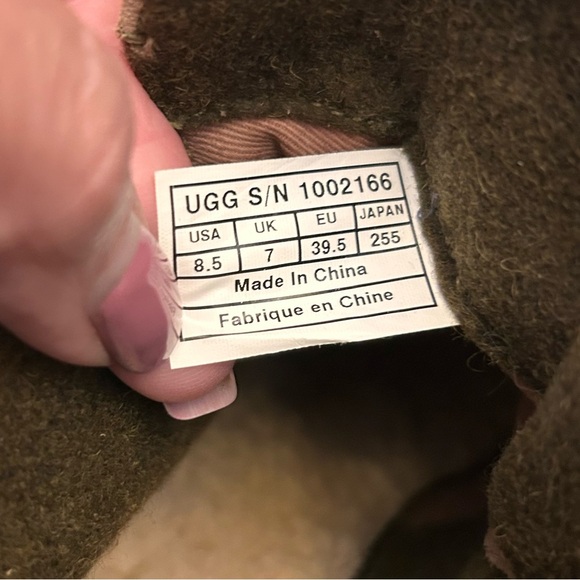 UGG S/N 1002166
USA UK EU JAPAN
8.5 7 39.5 255
Made In China
Fabrique en Chine